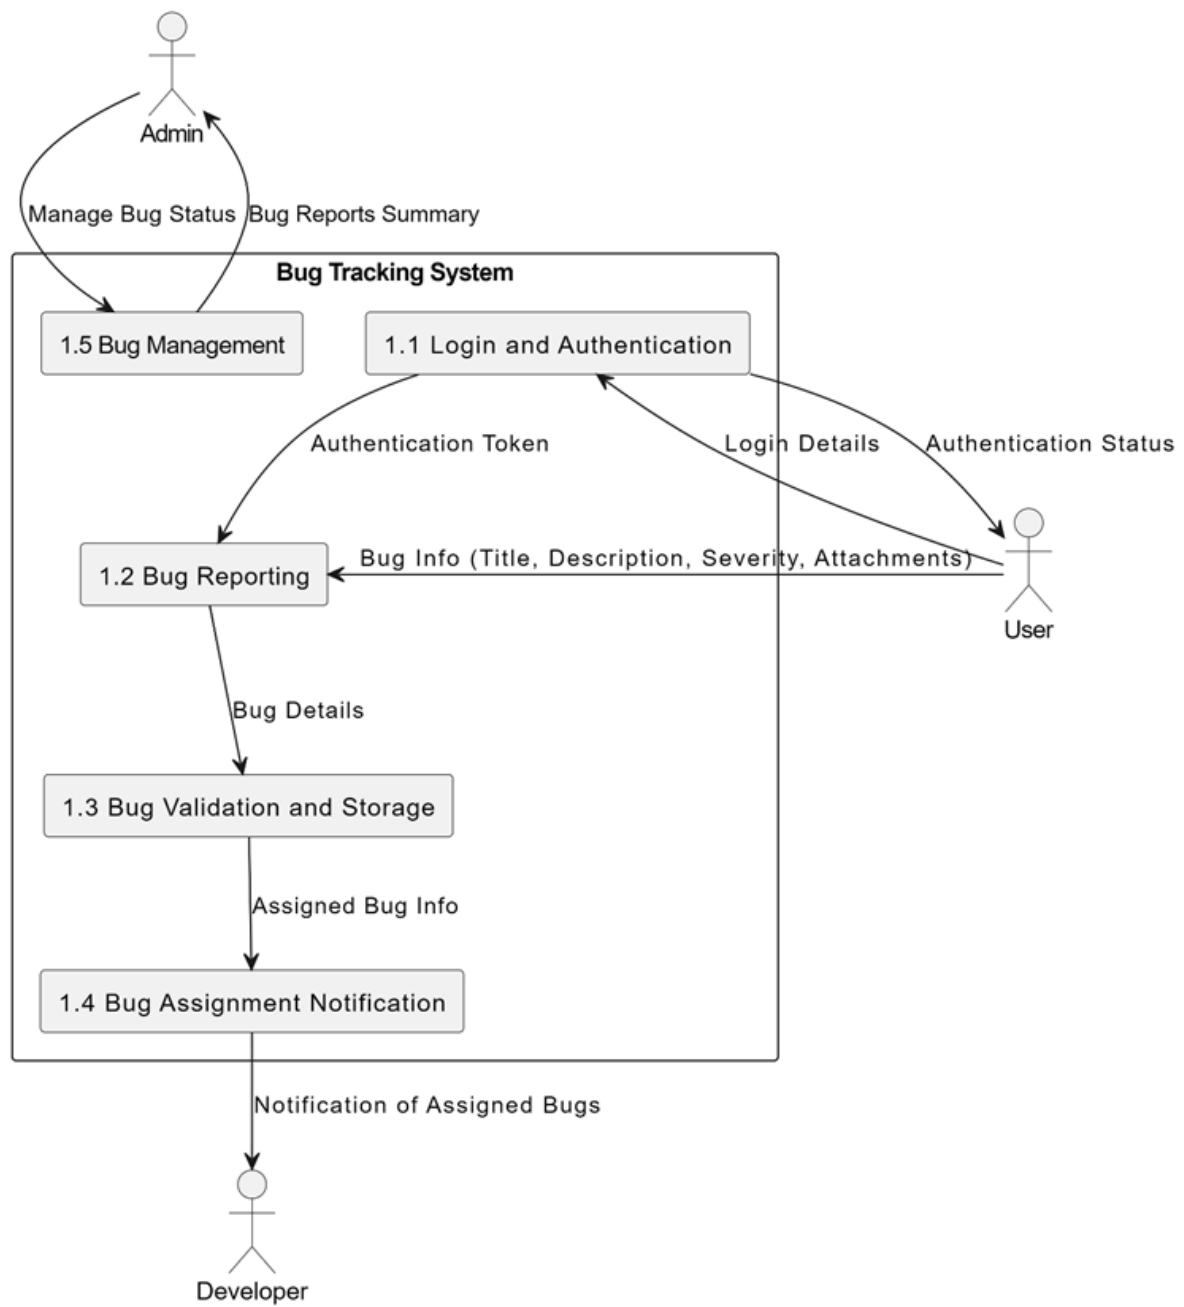 Admin
Manage Bug Status
Bug Reports Summary
Bug Tracking System
1.5 Bug Management
1.1 Login and Authentication
Authentication Token
Login Details
Authentication Status
Bug Info (Title, Description, Severity, Attachments)
1.2 Bug Reporting
User
Bug Details
1.3 Bug Validation and Storage
Assigned Bug Info
1.4 Bug Assignment Notification
Notification of Assigned Bugs
Developer